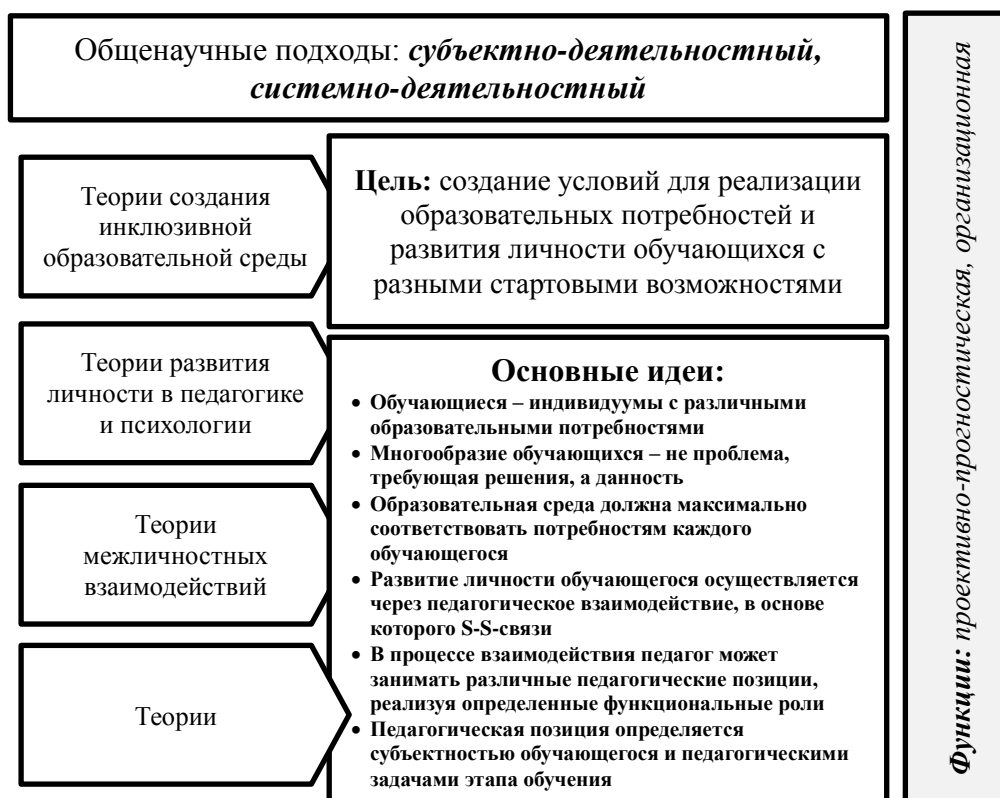 Общенаучные подходы: субъектно-деятельностный,
системно-деятельностный
Теории создания
инклюзивной
образовательной среды
Цель: создание условий для реализации
образовательных потребностей и
развития личности обучающихся с
разными стартовыми возможностями
Теории развития
личности в педагогике
и психологии
Теории
межличностных
взаимодействий
Теории
Основные идеи:
• Обучающиеся – индивидуумы с различными
образовательными потребностями
• Многообразие обучающихся – не проблема,
требующая решения, а данность
• Образовательная среда должна максимально
соответствовать потребностям каждого
обучающегося
• Развитие личности обучающегося осуществляется
через педагогическое взаимодействие, в основе
которого S-S-связи
• В процессе взаимодействия педагог может
занимать различные педагогические позиции,
реализуя определенные функциональные роли
• Педагогическая позиция определяется
субъектностью обучающегося и педагогическими
задачами этапа обучения
Функции: проективно-прогностическая, организационная